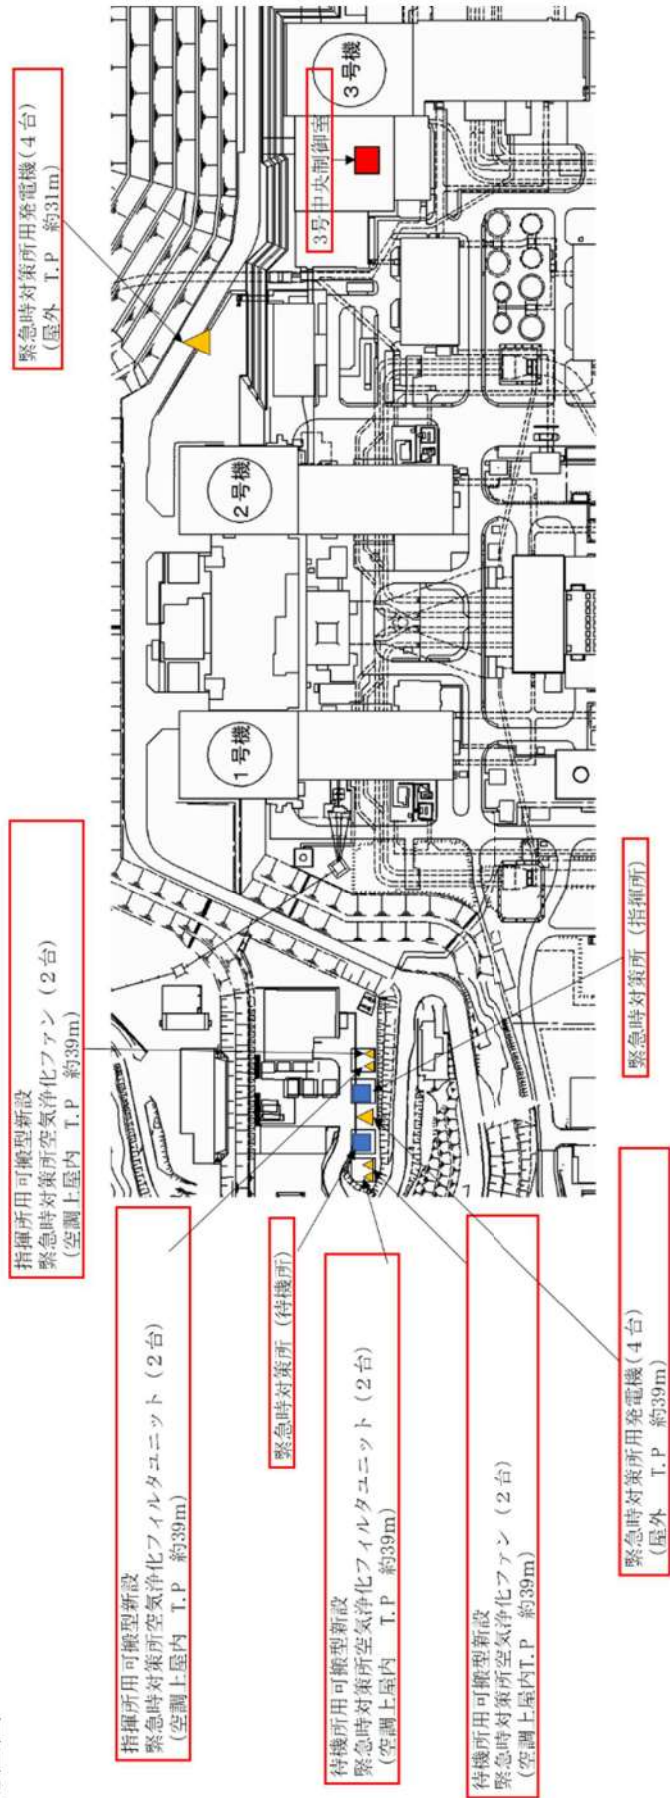 指揮所用可搬型新設
緊急時対策所空気浄化ファン（２台）
（空調上屋内　T.P　約39m）
緊急時対策所用発電機（４台）
（屋外　T.P　約31m）
指揮所用可搬型新設
緊急時対策所空気浄化フィルタユニット（２台）
（空調上屋内　T.P　約39m）
緊急時対策所（待機所）
3号中央制御室
１号機
２号機
３号機
待機所用可搬型新設
緊急時対策所空気浄化フィルタユニット（２台）
（空調上屋内　T.P　約39m）
待機所用可搬型新設
緊急時対策所空気浄化ファン（２台）
（空調上屋内T.P　約39m）
緊急時対策所（指揮所）
緊急時対策所用発電機（４台）
（屋外　T.P　約39m）